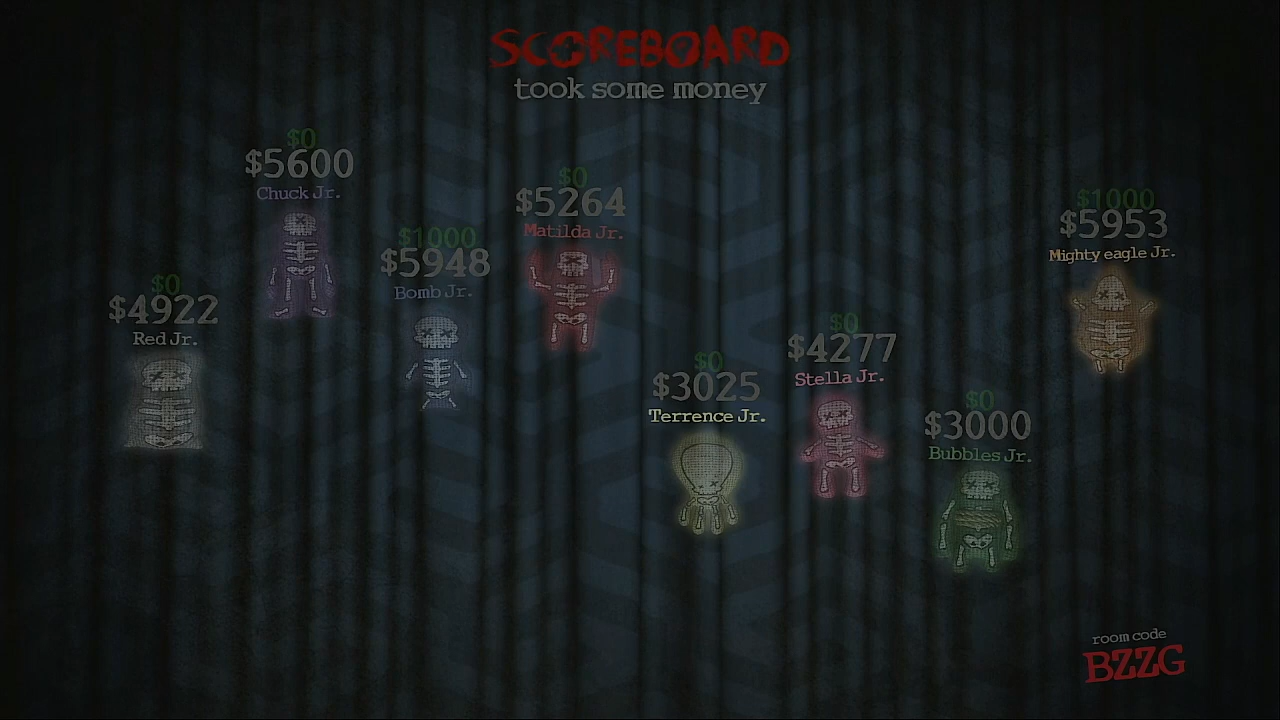 SCOREBOARD
took some money
$0
$4922
Red Jr.
$0
$5600
Chuck Jr.
$1000
$5948
Bomb Jr.
$0
$5264
Matilda Jr.
$0
$3025
Terrence Jr.
$0
$4277
Stella Jr.
$0
$3000
Bubbles Jr.
$1000
$5953
Mighty eagle Jr.
room code
BZZG